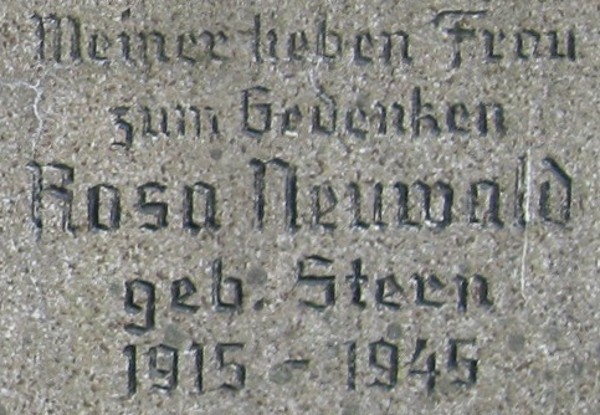 Meiner lieben Frau
zum Gedenken
Rosa Neuwald
geb. Stern
1915 - 1945